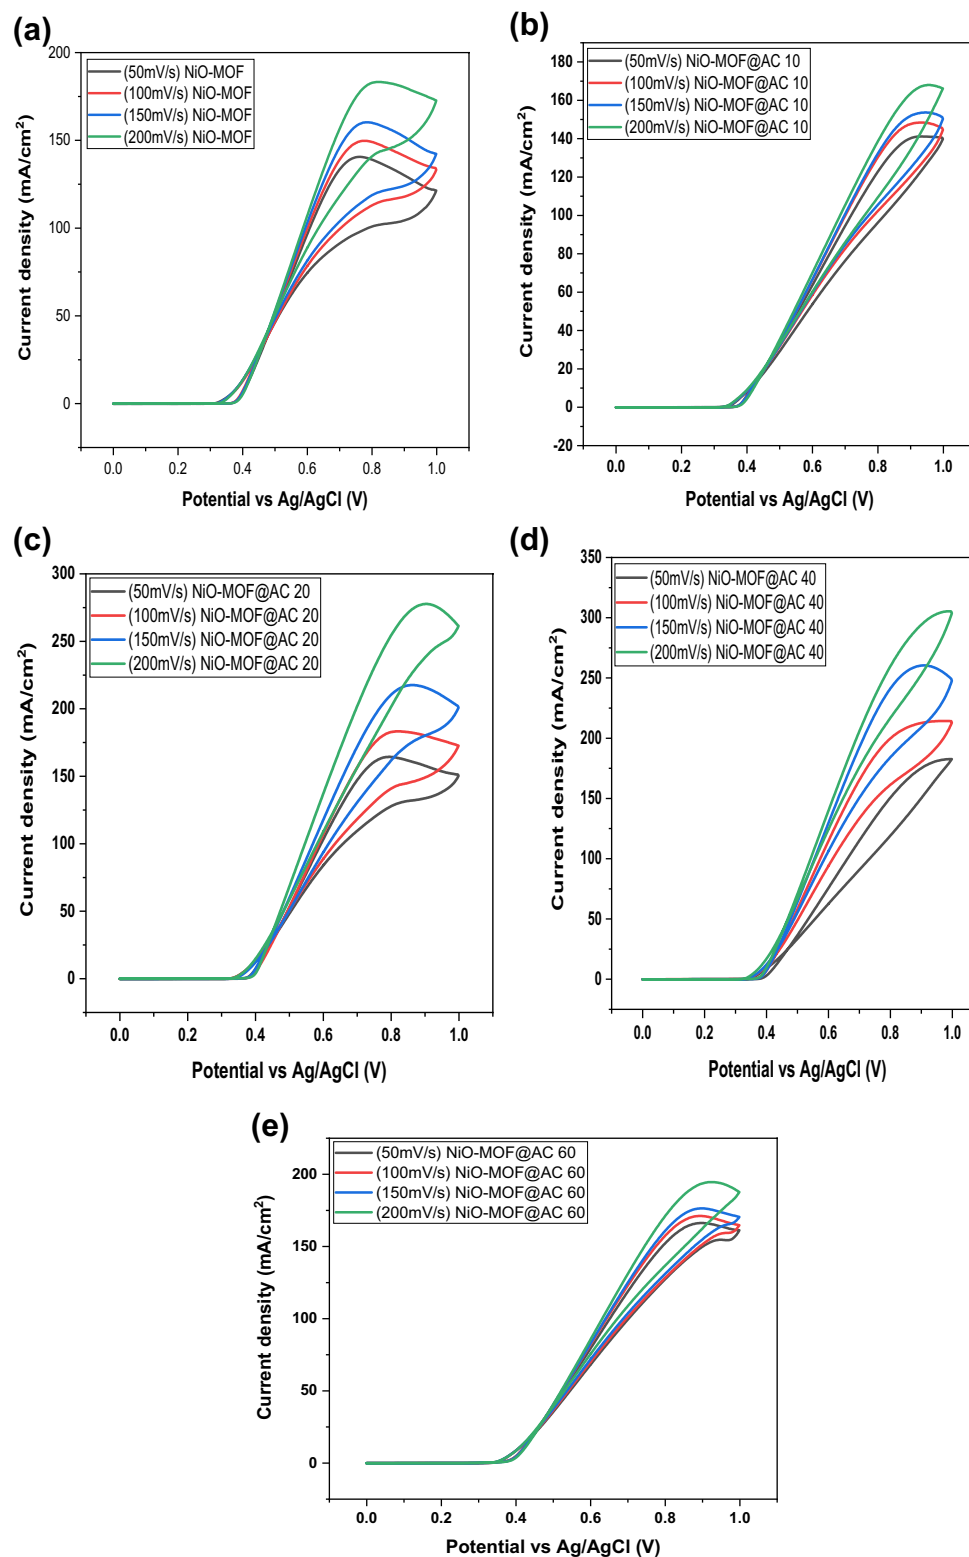 (a)
200
150
100
50
0
(50mV/s) NiO-MOF
(100mV/s) NiO-MOF
(150mV/s) NiO-MOF
(200mV/s) NiO-MOF
Current density (mA/cm²)
0.0 0.2 0.4 0.6 0.8 1.0
Potential vs Ag/AgCl (V)
(b)
180
160
140
120
100
80
60
40
20
0
-20
(50mV/s) NiO-MOF@AC 10
(100mV/s) NiO-MOF@AC 10
(150mV/s) NiO-MOF@AC 10
(200mV/s) NiO-MOF@AC 10
Current density (mA/cm²)
0.0 0.2 0.4 0.6 0.8 1.0
Potential vs Ag/AgCl (V)
(c)
300
250
200
150
100
50
0
(50mV/s) NiO-MOF@AC 20
(100mV/s) NiO-MOF@AC 20
(150mV/s) NiO-MOF@AC 20
(200mV/s) NiO-MOF@AC 20
Current density (mA/cm²)
0.0 0.2 0.4 0.6 0.8 1.0
Potential vs Ag/AgCl (V)
(d)
350
300
250
200
150
100
50
0
(50mV/s) NiO-MOF@AC 40
(100mV/s) NiO-MOF@AC 40
(150mV/s) NiO-MOF@AC 40
(200mV/s) NiO-MOF@AC 40
Current density (mA/cm²)
0.0 0.2 0.4 0.6 0.8 1.0
Potential vs Ag/AgCl (V)
(e)
200
150
100
50
0
(50mV/s) NiO-MOF@AC 60
(100mV/s) NiO-MOF@AC 60
(150mV/s) NiO-MOF@AC 60
(200mV/s) NiO-MOF@AC 60
Current density (mA/cm²)
0.0 0.2 0.4 0.6 0.8 1.0
Potential vs Ag/AgCl (V)